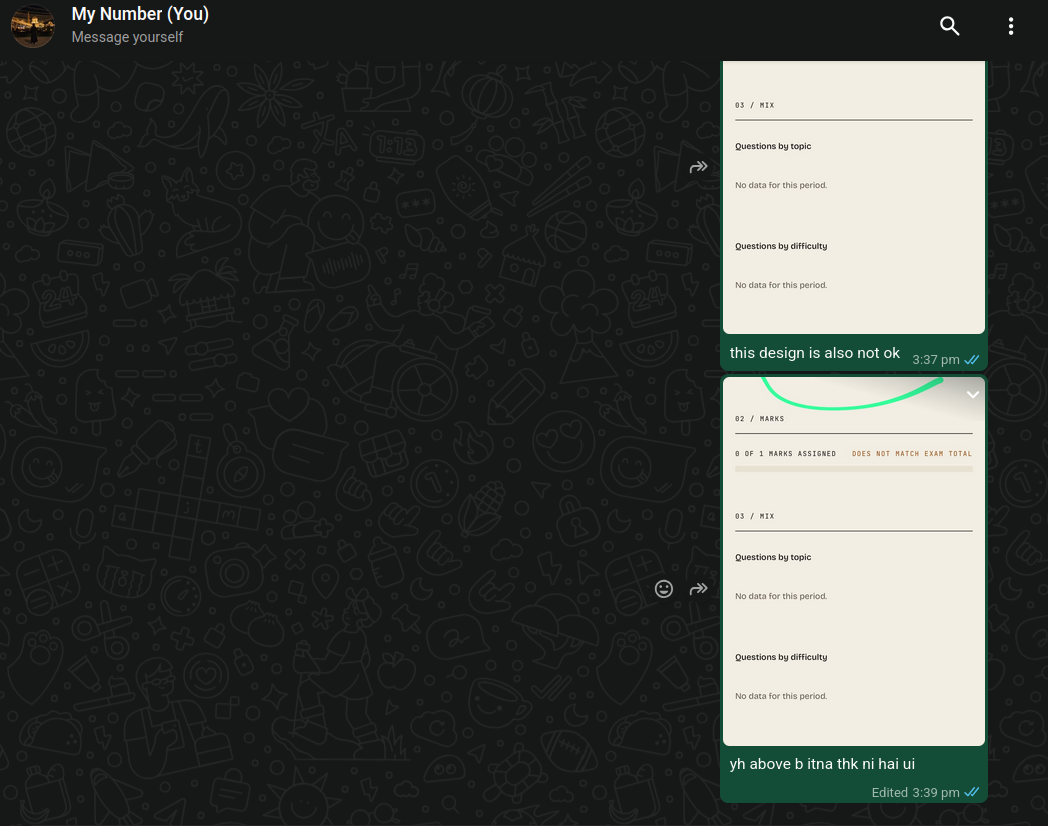 My Number (You)
Message yourself
03 / MIX
Questions by topic
No data for this period.
Questions by difficulty
No data for this period.
this design is also not ok
3:37 pm
02 / MARKS
0 OF 1 MARKS ASSIGNED DOES NOT MATCH EXAM TOTAL
03 / MIX
Questions by topic
No data for this period.
Questions by difficulty
No data for this period.
yh above b itna thk ni hai ui
Edited 3:39 pm